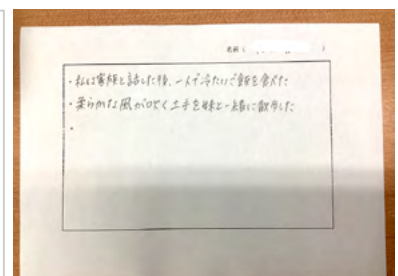 名前（　）
・私は家族と話した後、一人で冷たいご飯を食べた
・柔らかな風が吹く土手を妹と一緒に散歩した
・